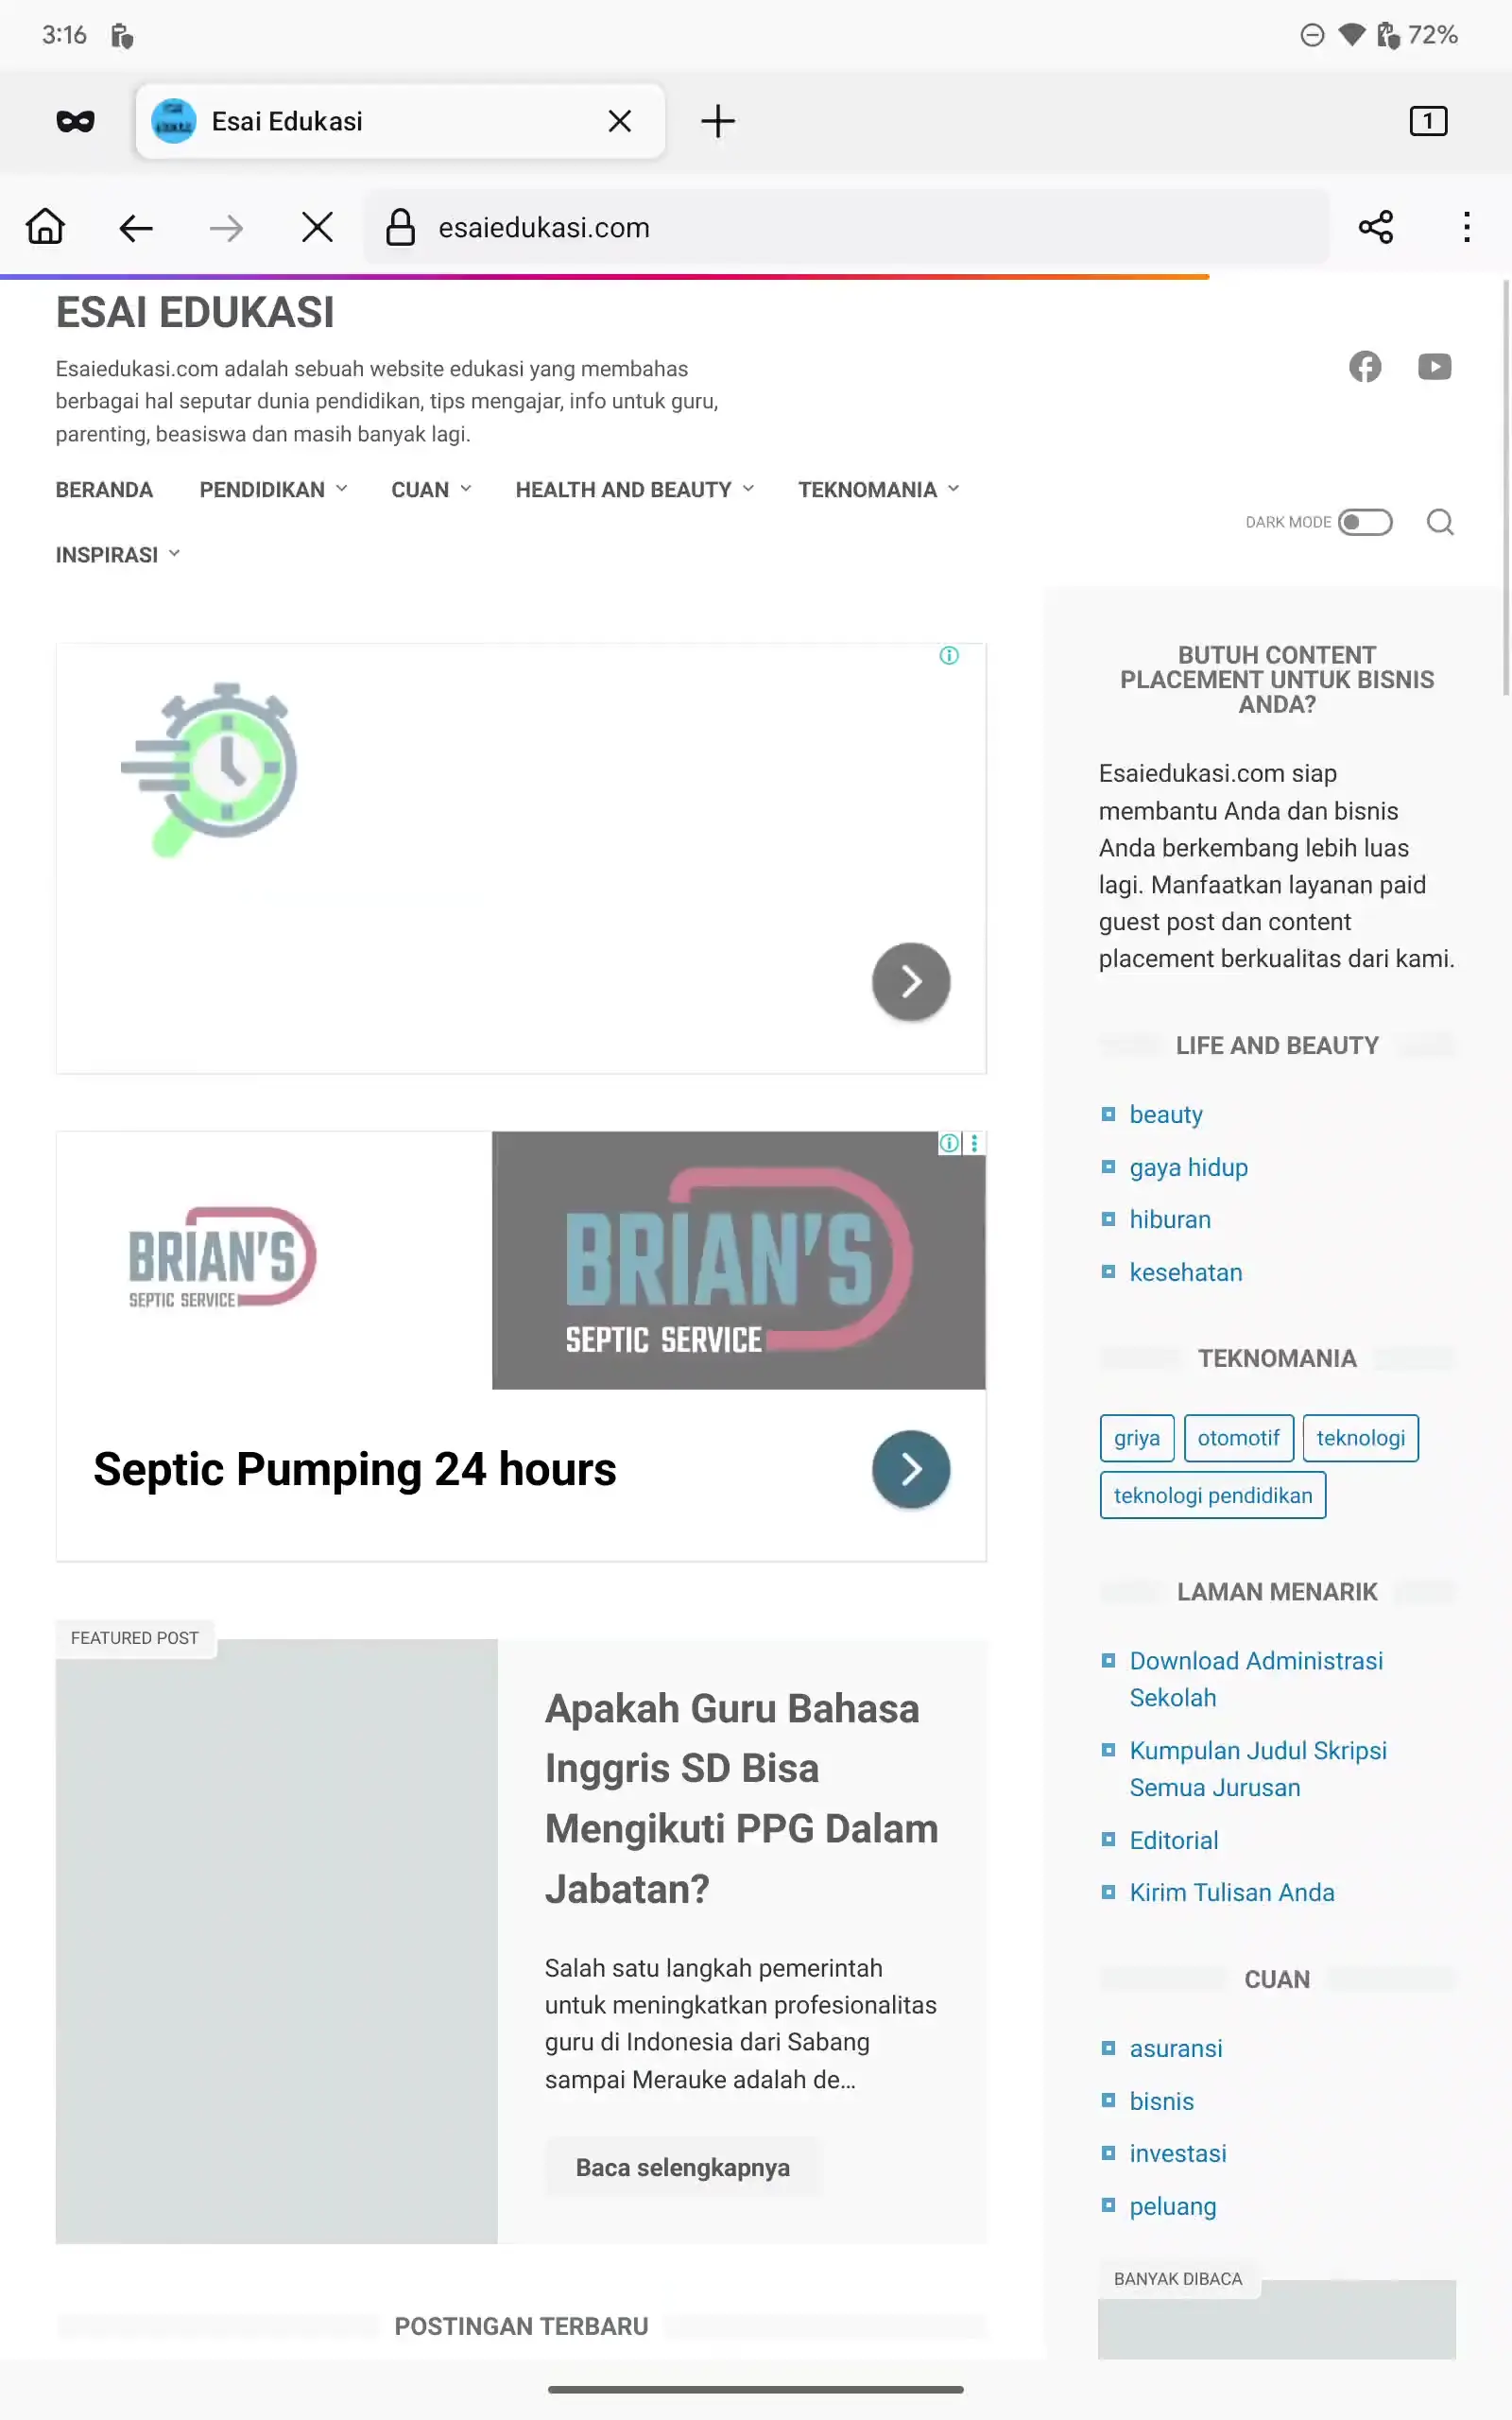 3:16
72%
Esai Edukasi
1
esaiedukasi.com
ESAI EDUKASI
Esaiedukasi.com adalah sebuah website edukasi yang membahas
berbagai hal seputar dunia pendidikan, tips mengajar, info untuk guru,
parenting, beasiswa dan masih banyak lagi.
BERANDA PENDIDIKAN CUAN HEALTH AND BEAUTY TEKNOMANIA
INSPIRASI
DARK MODE
BRIAN'S
SEPTIC SERVICE
BRIAN'S
SEPTIC SERVICE
Septic Pumping 24 hours
FEATURED POST
Apakah Guru Bahasa
Inggris SD Bisa
Mengikuti PPG Dalam
Jabatan?
Salah satu langkah pemerintah
untuk meningkatkan profesionalitas
guru di Indonesia dari Sabang
sampai Merauke adalah de...
Baca selengkapnya
POSTINGAN TERBARU
BUTUH CONTENT
PLACEMENT UNTUK BISNIS
ANDA?
Esaiedukasi.com siap
membantu Anda dan bisnis
Anda berkembang lebih luas
lagi. Manfaatkan layanan paid
guest post dan content
placement berkualitas dari kami.
LIFE AND BEAUTY
beauty
gaya hidup
hiburan
kesehatan
TEKNOMANIA
griya otomotif teknologi
teknologi pendidikan
LAMAN MENARIK
Download Administrasi
Sekolah
Kumpulan Judul Skripsi
Semua Jurusan
Editorial
Kirim Tulisan Anda
CUAN
asuransi
bisnis
investasi
peluang
BANYAK DIBACA